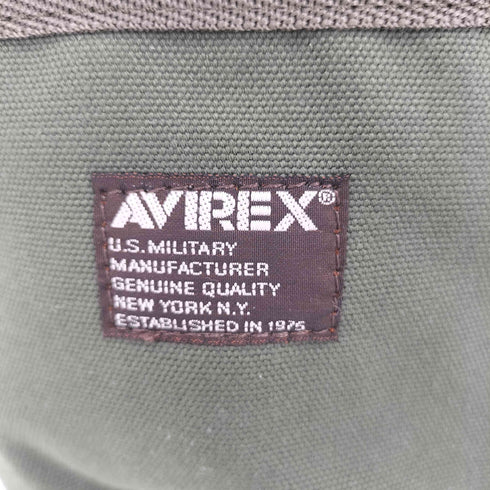 AVIREX®
U.S. MILITARY
MANUFACTURER
GENUINE QUALITY
NEW YORK N.Y.
ESTABLISHED IN 1975